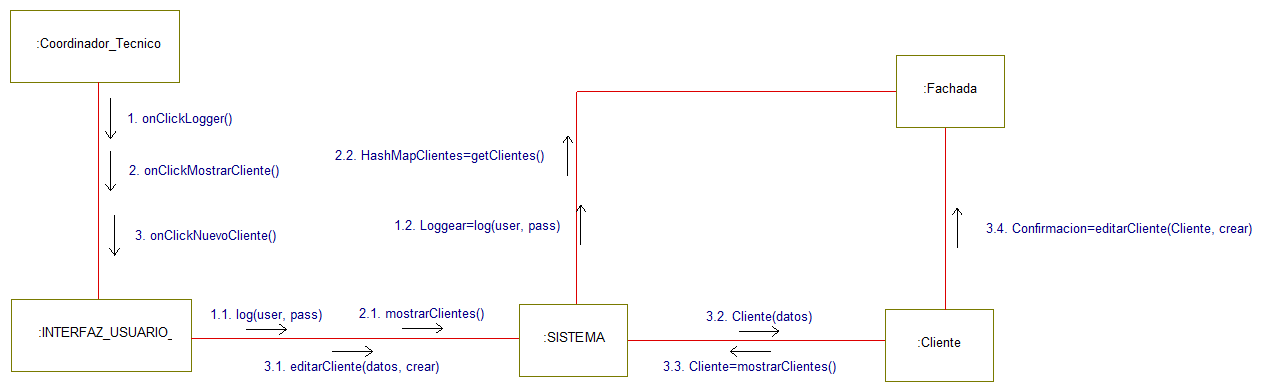 :Coordinador_Tecnico
:Fachada
1. onClickLogger()
2. onClickMostrarCliente()
2.2. HashMapClientes=getClientes()
1.2. Loggear=log(user, pass)
3. onClickNuevoCliente()
3.4. Confirmacion=editarCliente(Cliente, crear)
:INTERFAZ_USUARIO_
1.1. log(user, pass)
2.1. mostrarClientes()
:SISTEMA
3.2. Cliente(datos)
:Cliente
3.1. editarCliente(datos, crear)
3.3. Cliente=mostrarClientes()